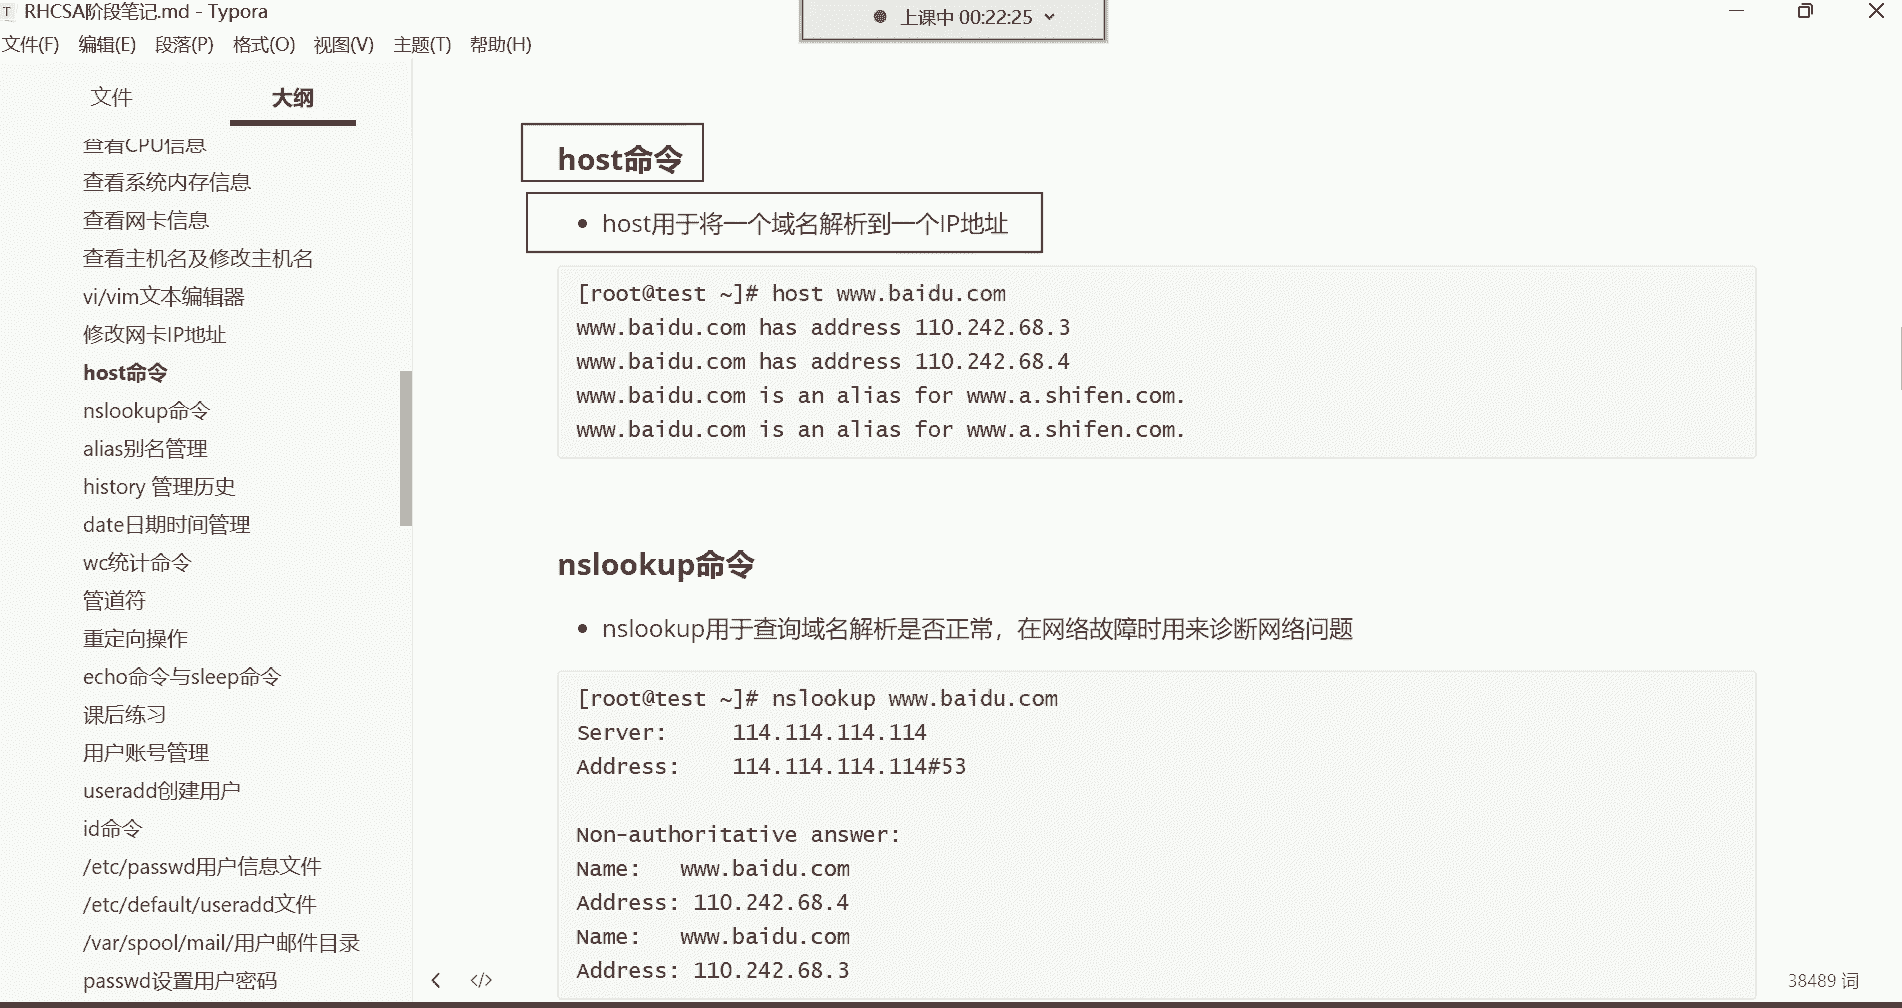 T RHCSA阶段笔记.md - Typora
上课中 00:22:25
文件(F) 编辑(E) 段落(P) 格式(O) 视图(V) 主题(T) 帮助(H)
文件 大纲
查看CPU信息
查看系统内存信息
查看网卡信息
查看主机名及修改主机名
vi/vim文本编辑器
修改网卡IP地址
host命令
nslookup命令
alias别名管理
history 管理历史
date日期时间管理
wc统计命令
管道符
重定向操作
echo命令与sleep命令
课后练习
用户账号管理
useradd创建用户
id命令
/etc/passwd用户信息文件
/etc/default/useradd文件
/var/spool/mail/用户邮件目录
passwd设置用户密码
host命令
• host用于将一个域名解析到一个IP地址
[root@test ~]# host www.baidu.com
www.baidu.com has address 110.242.68.3
www.baidu.com has address 110.242.68.4
www.baidu.com is an alias for www.a.shifen.com.
www.baidu.com is an alias for www.a.shifen.com.
nslookup命令
• nslookup用于查询域名解析是否正常，在网络故障时用来诊断网络问题
[root@test ~]# nslookup www.baidu.com
Server: 114.114.114.114
Address: 114.114.114.114#53
Non-authoritative answer:
Name: www.baidu.com
Address: 110.242.68.4
Name: www.baidu.com
Address: 110.242.68.3
</> 38489 词